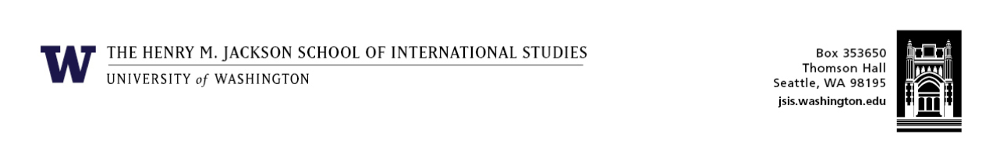 W
THE HENRY M. JACKSON SCHOOL OF INTERNATIONAL STUDIES
UNIVERSITY of WASHINGTON
Box 353650
Thomson Hall
Seattle, WA 98195
jsis.washington.edu